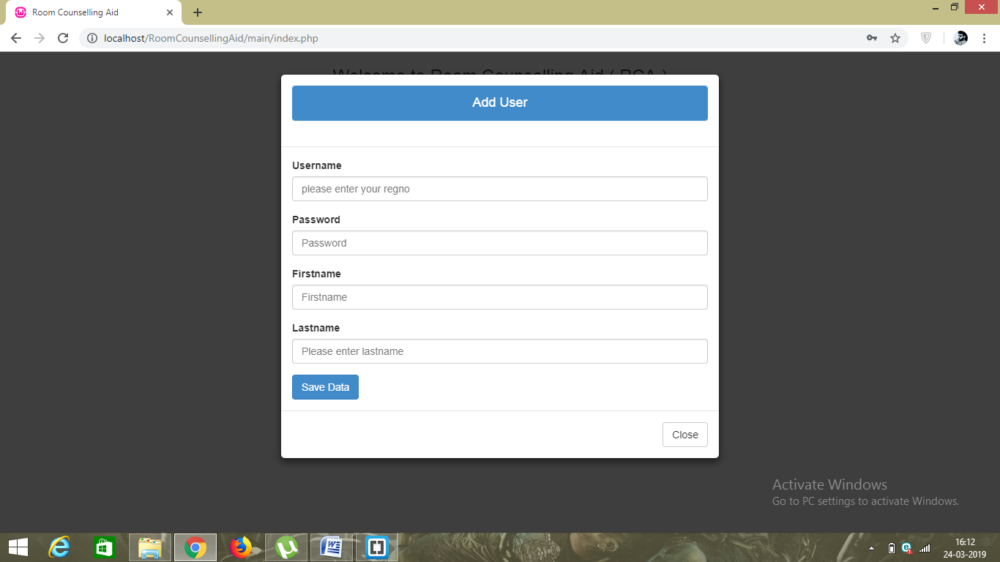 Room Counselling Aid
localhost/RoomCounsellingAid/main/index.php
Welcome to Room Counselling Aid ( RCA )
Add User
Username
please enter your regno
Password
Password
Firstname
Firstname
Lastname
Please enter lastname
Save Data
Close
Activate Windows
Go to PC settings to activate Windows.
16:12
24-03-2019